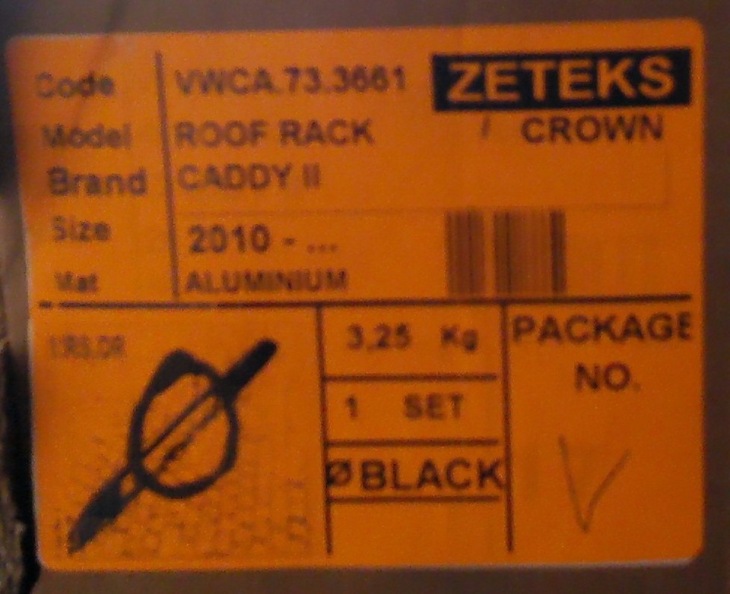 Code VWCA.73.3661 ZETEKS
Model ROOF RACK / CROWN
Brand CADDY II
Size 2010 - ...
Mat ALUMINIUM
3,25 Kg PACKAGE
NO.
1 SET
Ø BLACK